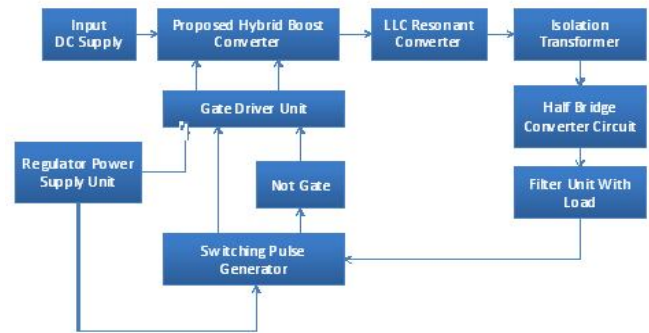 Input
DC Supply
Proposed Hybrid Boost
Converter
LLC Resonant
Converter
Isolation
Transformer
Gate Driver Unit
Half Bridge
Converter Circuit
Regulator Power
Supply Unit
Not Gate
Filter Unit With
Load
Switching Pulse
Generator